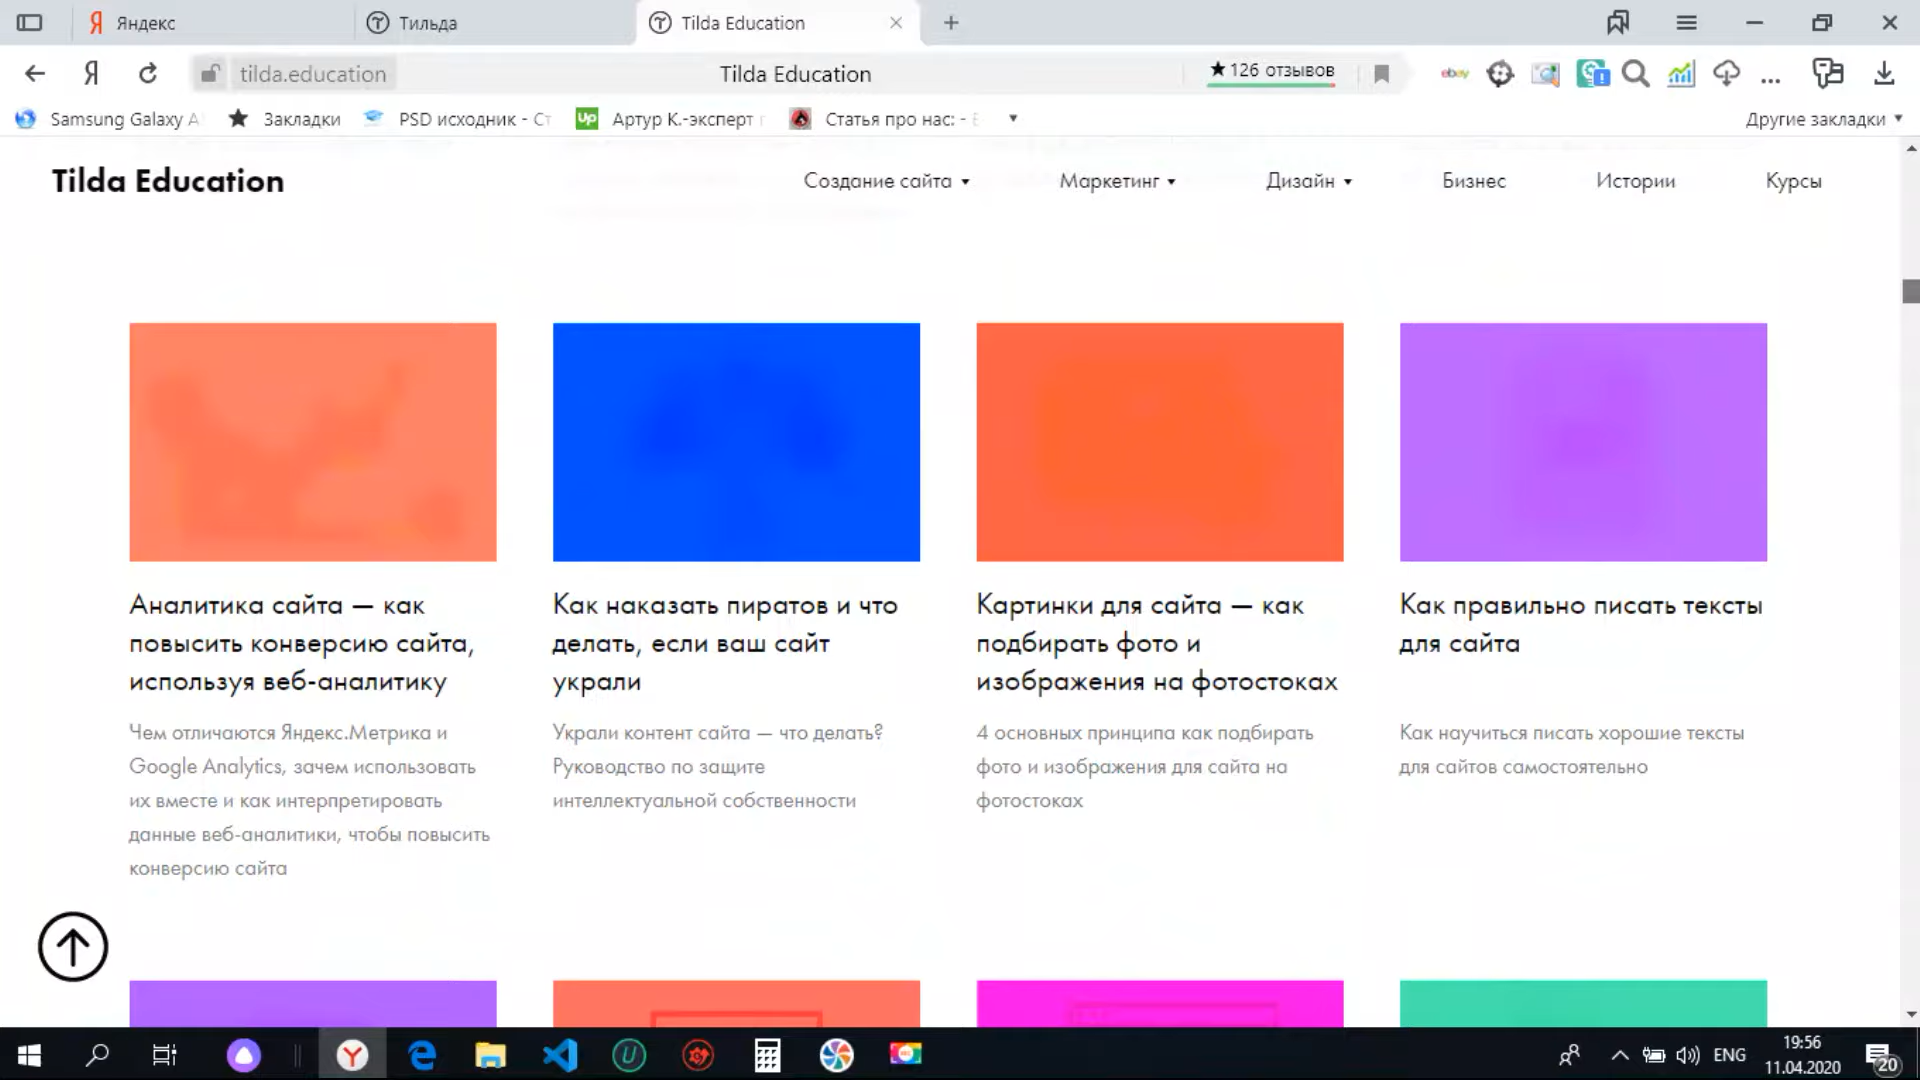 Яндекс
Тильда
Tilda Education
tilda.education
Tilda Education
★126 отзывов
ebay
...
Samsung Galaxy A
Закладки
PSD исходник - Ст
Up
Артур К.-эксперт
Статья про нас: -
Другие закладки
Tilda Education
Создание сайта
Маркетинг
Дизайн
Бизнес
Истории
Курсы
Аналитика сайта — как
повысить конверсию сайта,
используя веб-аналитику
Чем отличаются Яндекс.Метрика и
Google Analytics, зачем использовать
их вместе и как интерпретировать
данные веб-аналитики, чтобы повысить
конверсию сайта
Как наказать пиратов и что
делать, если ваш сайт
украли
Украли контент сайта — что делать?
Руководство по защите
интеллектуальной собственности
Картинки для сайта — как
подбирать фото и
изображения на фотостоках
4 основных принципа как подбирать
фото и изображения для сайта на
фотостоках
Как правильно писать тексты
для сайта
Как научиться писать хорошие тексты
для сайтов самостоятельно
ENG
19:56
11.04.2020
20